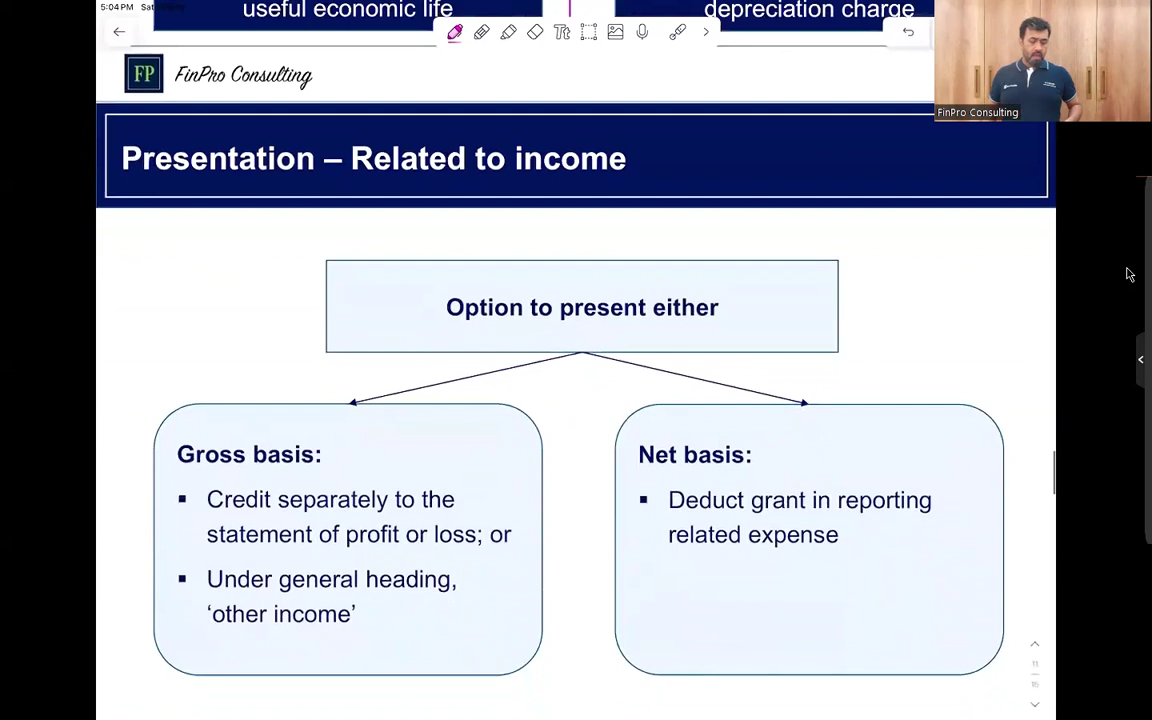 5:04 PM
useful economic life
depreciation charge
Tt
FP
FinPro Consulting
FinPro Consulting
Presentation – Related to income
Option to present either
Gross basis:
▪ Credit separately to the
statement of profit or loss; or
▪ Under general heading,
‘other income’
Net basis:
▪ Deduct grant in reporting
related expense
11